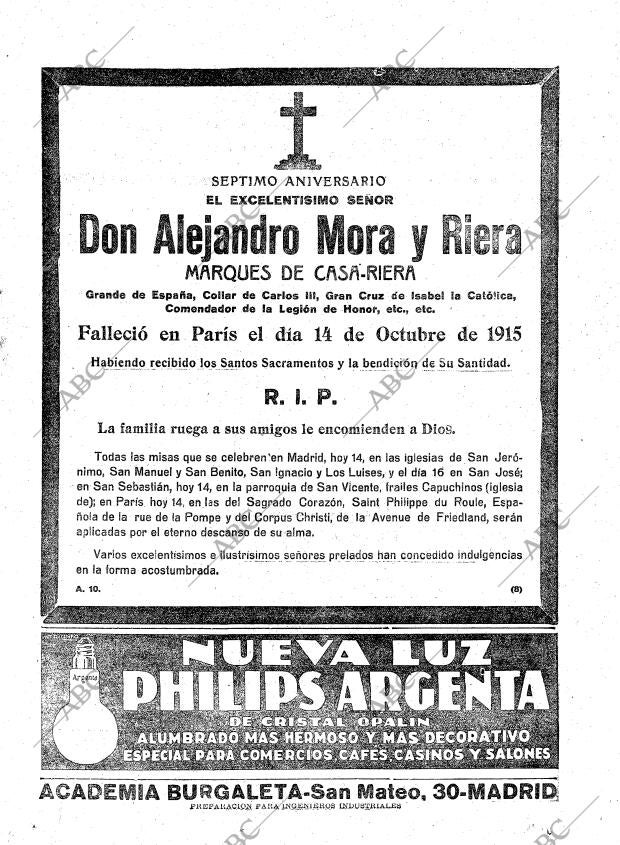 SEPTIMO ANIVERSARIO
EL EXCELENTISIMO SEÑOR
Don Alejandro Mora y Riera
MARQUES DE CASA-RIERA
Grande de España, Collar de Carlos III, Gran Cruz de Isabel la Católica,
Comendador de la Legión de Honor, etc., etc.
Falleció en París el día 14 de Octubre de 1915
Habiendo recibido los Santos Sacramentos y la bendición de Su Santidad.
R. I. P.
La familia ruega a sus amigos le encomienden a Dios.
Todas las misas que se celebren en Madrid, hoy 14, en las iglesias de San Jeró-
nimo, San Manuel y San Benito, San Ignacio y Los Luises, y el día 16 en San José;
en San Sebastián, hoy 14, en la parroquia de San Vicente, frailes Capuchinos (iglesia
de); en París hoy 14, en las del Sagrado Corazón, Saint Philippe du Roule, Espa-
ñola de la rue de la Pompe y del Corpus Christi, de la Avenue de Friedland, serán
aplicadas por el eterno descanso de su alma.
Varios excelentísimos e ilustrísimos señores prelados han concedido indulgencias
en la forma acostumbrada.
A. 10. (8)
NUEVA LUZ
Argenta
PHILIPS ARGENTA
DE CRISTAL OPALIN
ALUMBRADO MAS HERMOSO Y MAS DECORATIVO
ESPECIAL PARA COMERCIOS, CAFES, CASINOS Y SALONES
ACADEMIA BURGALETA-San Mateo, 30-MADRID
PREPARACION PARA INGENIEROS INDUSTRIALES